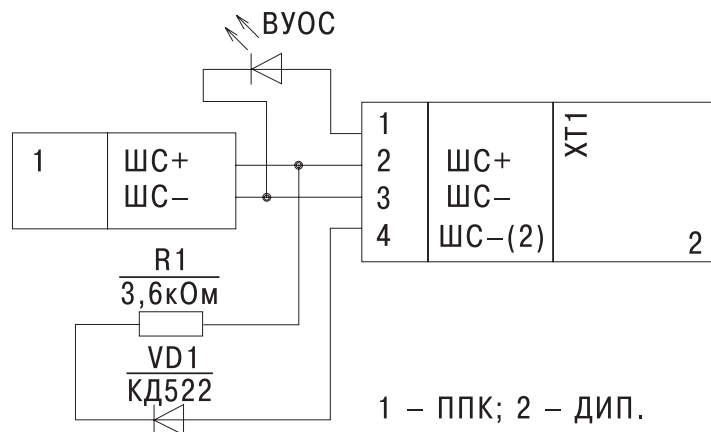 ВУОС
1
ШС+
ШС–
1
2
3
4
ШС+
ШС–
ШС–(2)
XT1
2
R1
3,6кОм
VD1
КД522
1 – ППК; 2 – ДИП.